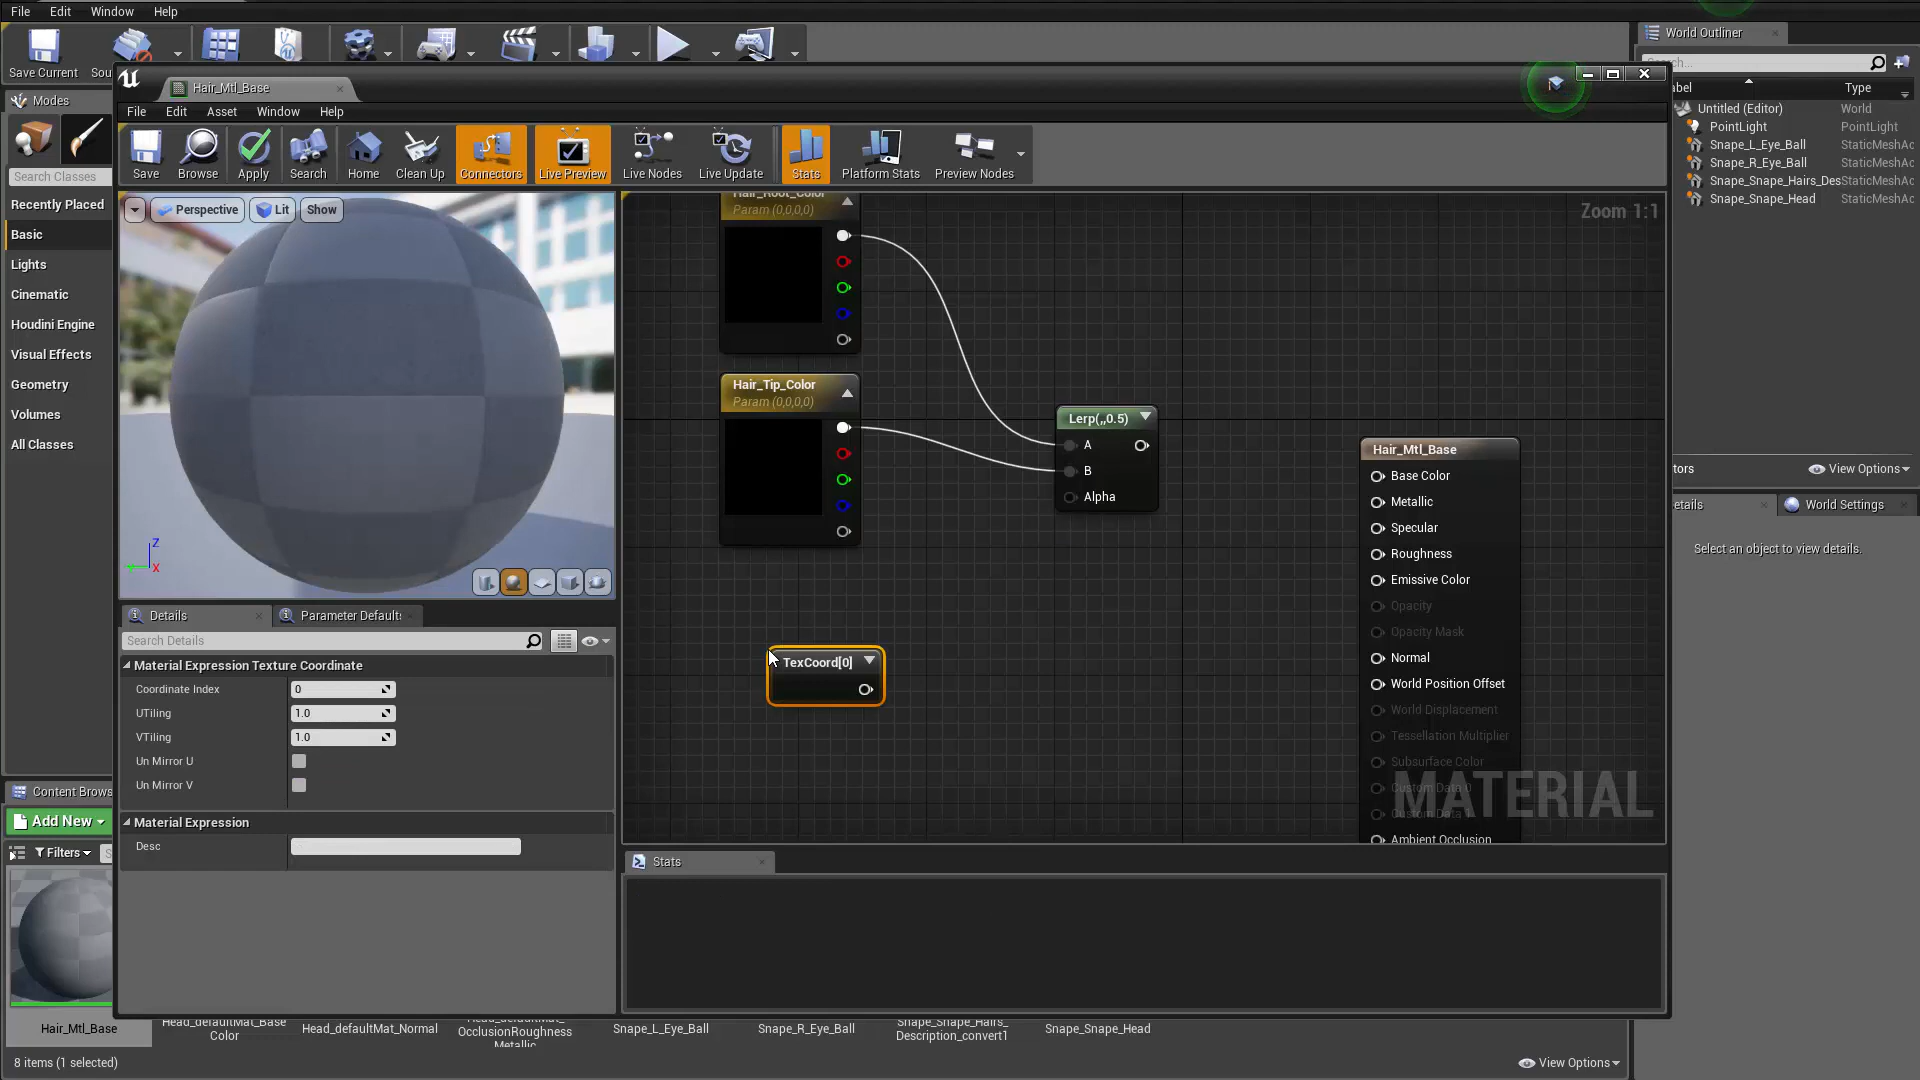 File Edit Window Help
Save Current
Sou
Modes
Search Classes
Recently Placed
Basic
Lights
Cinematic
Houdini Engine
Visual Effects
Geometry
Volumes
All Classes
Hair_Mtl_Base
File Edit Asset Window Help
Save Browse Apply Search Home Clean Up Connectors Live Preview Live Nodes Live Update Stats Platform Stats Preview Nodes
Perspective Lit Show
Z
X
Details Parameter Defaults
Search Details
Material Expression Texture Coordinate
Coordinate Index 0
UTiling 1.0
VTiling 1.0
Un Mirror U
Un Mirror V
Material Expression
Desc
Hair_Root_Color
Param (0,0,0,0)
Zoom 1:1
Hair_Tip_Color
Param (0,0,0,0)
Lerp(,,0.5)
A
B
Alpha
TexCoord[0]
Hair_Mtl_Base
Base Color
Metallic
Specular
Roughness
Emissive Color
Opacity
Opacity Mask
Normal
World Position Offset
World Displacement
Tessellation Multiplier
Subsurface Color
Custom Data 0
Ambient Occlusion
MATERIAL
Stats
World Outliner
Search...
abel Type
Untitled (Editor) World
PointLight PointLight
Snape_L_Eye_Ball StaticMeshAc
Snape_R_Eye_Ball StaticMeshAc
Snape_Snape_Hairs_Des StaticMeshAc
Snape_Snape_Head StaticMeshAc
tors View Options
etails World Settings
Select an object to view details.
Content Brows
Add New
Filters
Hair_Mtl_Base
Head_defaultMat_Base
Color
Head_defaultMat_Normal
Head_defaultMat_
OcclusionRoughness
Metallic
Snape_L_Eye_Ball
Snape_R_Eye_Ball
Snape_Snape_Hairs_
Description_convert1
Snape_Snape_Head
8 items (1 selected)
View Options